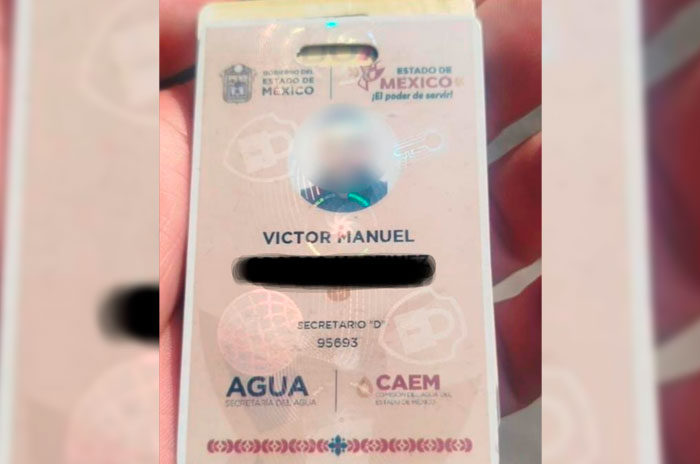 GOBIERNO DEL
ESTADO DE
MÉXICO
ESTADO DE
MÉXICO
¡El poder de servir!
VICTOR MANUEL
SECRETARIO "D"
95693
AGUA
SECRETARÍA DEL AGUA
CAEM
COMISIÓN DEL AGUA DEL
ESTADO DE MÉXICO